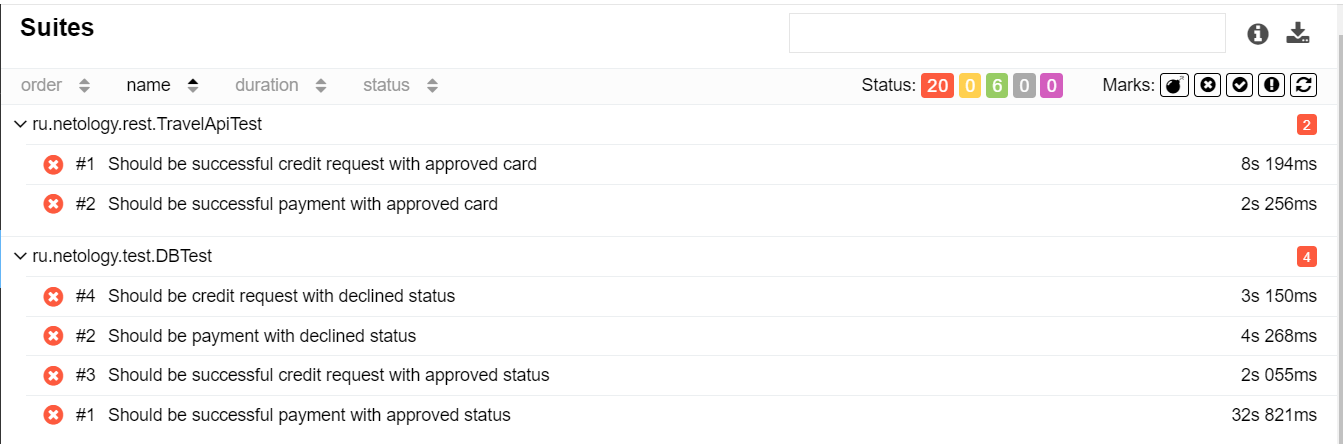 Suites
order name duration status Status: 20 0 6 0 0 Marks:
ru.netology.rest.TravelApiTest 2
#1 Should be successful credit request with approved card 8s 194ms
#2 Should be successful payment with approved card 2s 256ms
ru.netology.test.DBTest 4
#4 Should be credit request with declined status 3s 150ms
#2 Should be payment with declined status 4s 268ms
#3 Should be successful credit request with approved status 2s 055ms
#1 Should be successful payment with approved status 32s 821ms